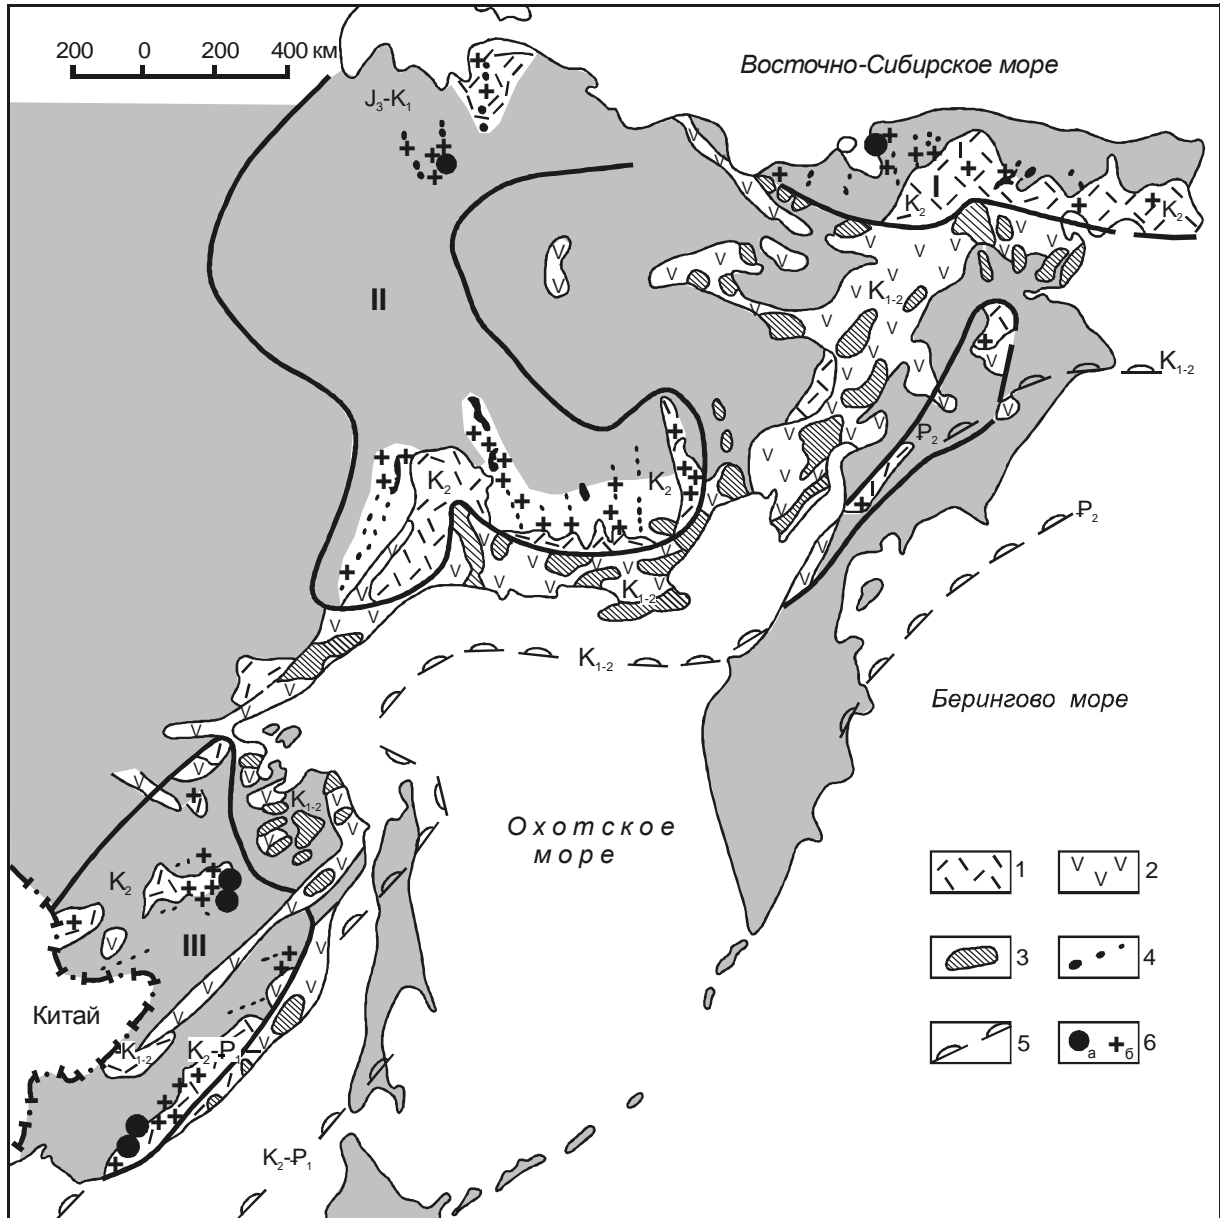 200 0 200 400 км
Восточно-Сибирское море
J₃-K₁
I
K₂
K₂
II
K₁₋₂
K₁₋₂
P₂
K₂
K₂
P₂
K₁₋₂
K₁₋₂
Берингово море
K₁₋₂
Охотское
море
K₂
III
Китай
K₁₋₂
K₂-P₁
K₂-P₁
1
2
3
4
5
а
б
6